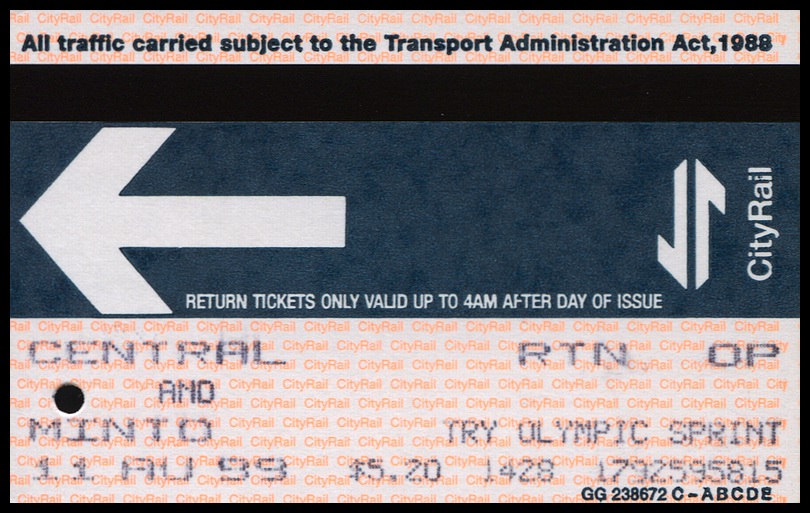 All traffic carried subject to the Transport Administration Act,1988
CityRail
RETURN TICKETS ONLY VALID UP TO 4AM AFTER DAY OF ISSUE
CENTRAL RTN OP
AND
MINTO TRY OLYMPIC SPRINT
11 AU 99 $5.20 1428 1792595815
GG 238672 C-ABCDE